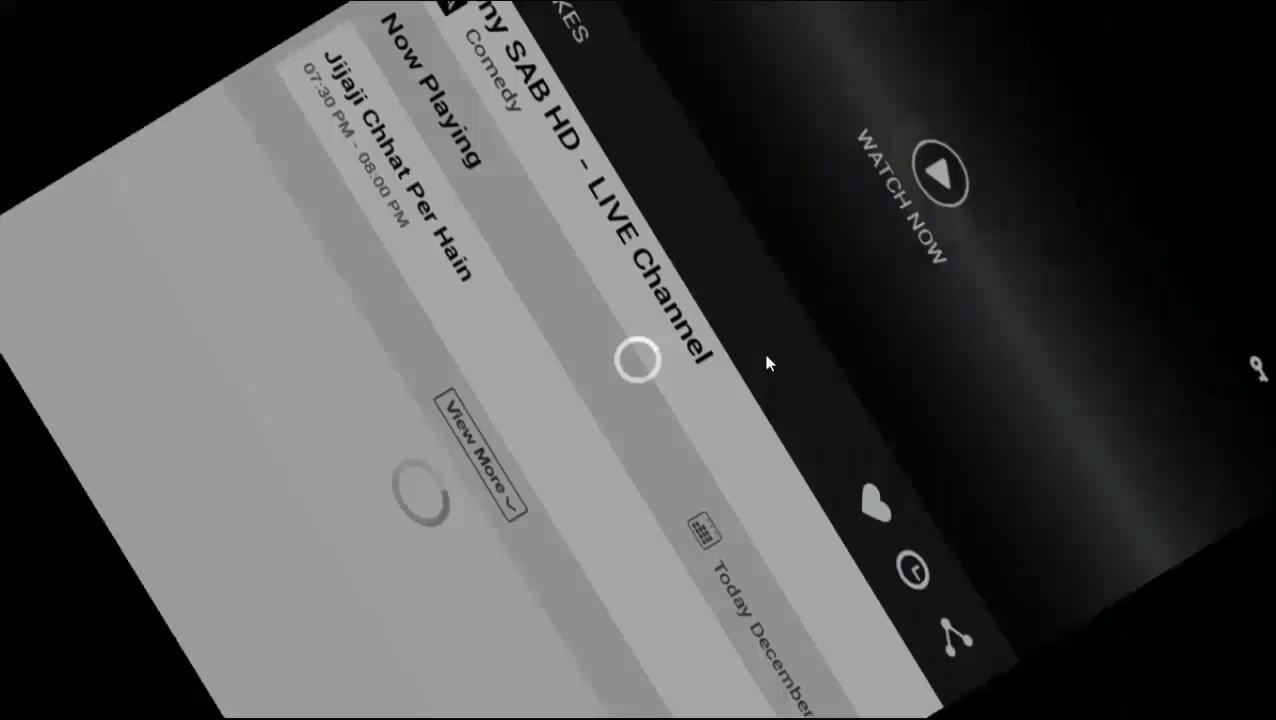 KES
WATCH NOW
ny SAB HD - LIVE Channel
Comedy
Now Playing
Today December
Jijaji Chhat Per Hain
07:30 PM - 08:00 PM
View More